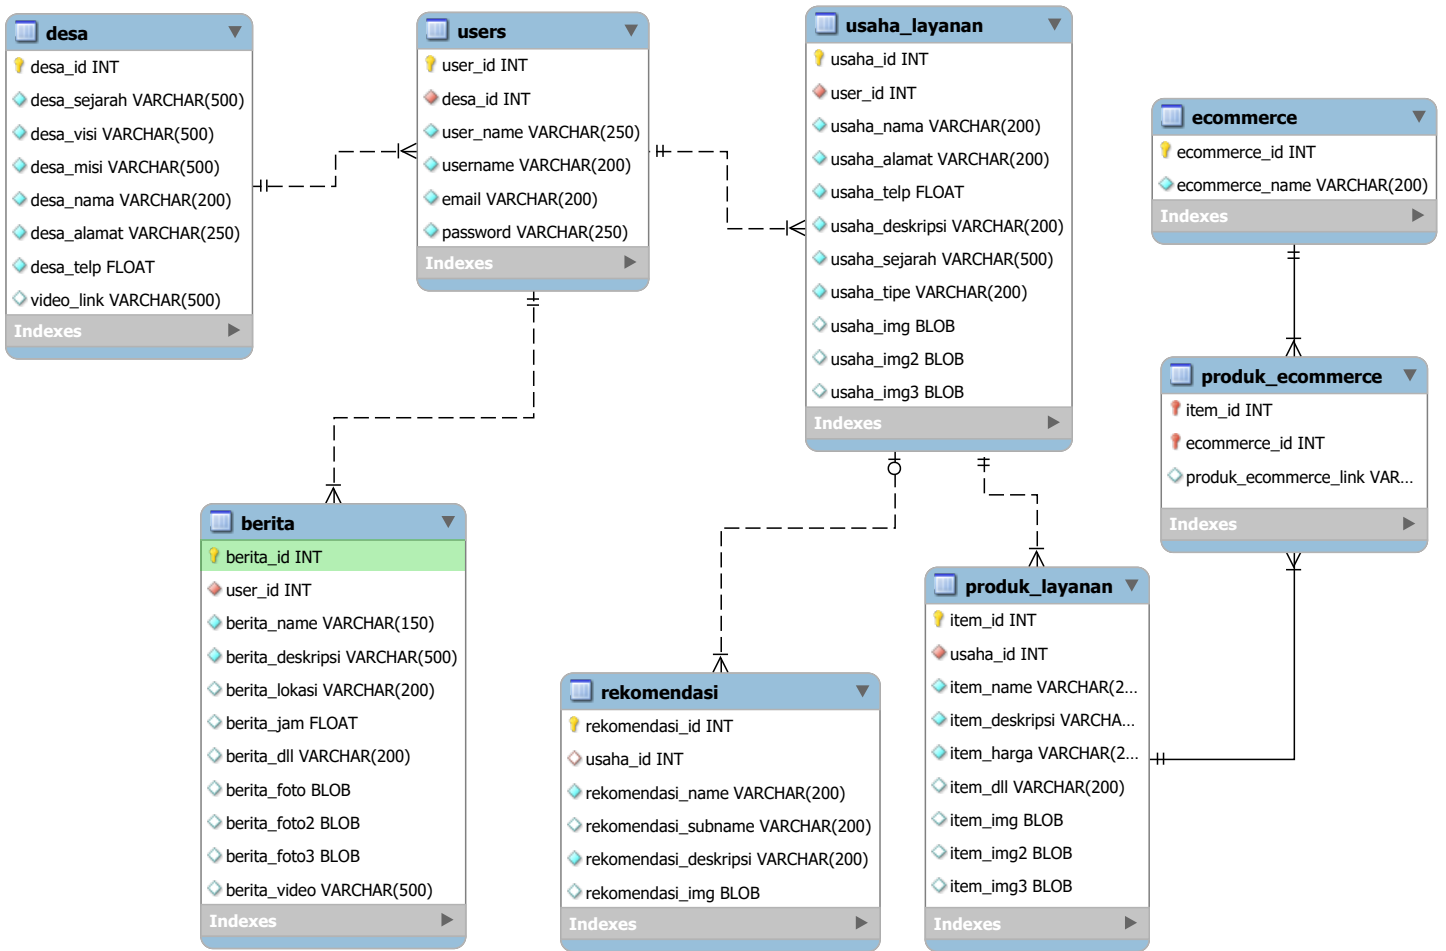 desa
desa_id INT
desa_sejarah VARCHAR(500)
desa_visi VARCHAR(500)
desa_misi VARCHAR(500)
desa_nama VARCHAR(200)
desa_alamat VARCHAR(250)
desa_telp FLOAT
video_link VARCHAR(500)
Indexes
users
user_id INT
desa_id INT
user_name VARCHAR(250)
username VARCHAR(200)
email VARCHAR(200)
password VARCHAR(250)
Indexes
usaha_layanan
usaha_id INT
user_id INT
usaha_nama VARCHAR(200)
usaha_alamat VARCHAR(200)
usaha_telp FLOAT
usaha_deskripsi VARCHAR(200)
usaha_sejarah VARCHAR(500)
usaha_tipe VARCHAR(200)
usaha_img BLOB
usaha_img2 BLOB
usaha_img3 BLOB
Indexes
ecommerce
ecommerce_id INT
ecommerce_name VARCHAR(200)
Indexes
produk_ecommerce
item_id INT
ecommerce_id INT
produk_ecommerce_link VAR...
Indexes
berita
berita_id INT
user_id INT
berita_name VARCHAR(150)
berita_deskripsi VARCHAR(500)
berita_lokasi VARCHAR(200)
berita_jam FLOAT
berita_dll VARCHAR(200)
berita_foto BLOB
berita_foto2 BLOB
berita_foto3 BLOB
berita_video VARCHAR(500)
Indexes
rekomendasi
rekomendasi_id INT
usaha_id INT
rekomendasi_name VARCHAR(200)
rekomendasi_subname VARCHAR(200)
rekomendasi_deskripsi VARCHAR(200)
rekomendasi_img BLOB
Indexes
produk_layanan
item_id INT
usaha_id INT
item_name VARCHAR(2...
item_deskripsi VARCHA...
item_harga VARCHAR(2...
item_dll VARCHAR(200)
item_img BLOB
item_img2 BLOB
item_img3 BLOB
Indexes